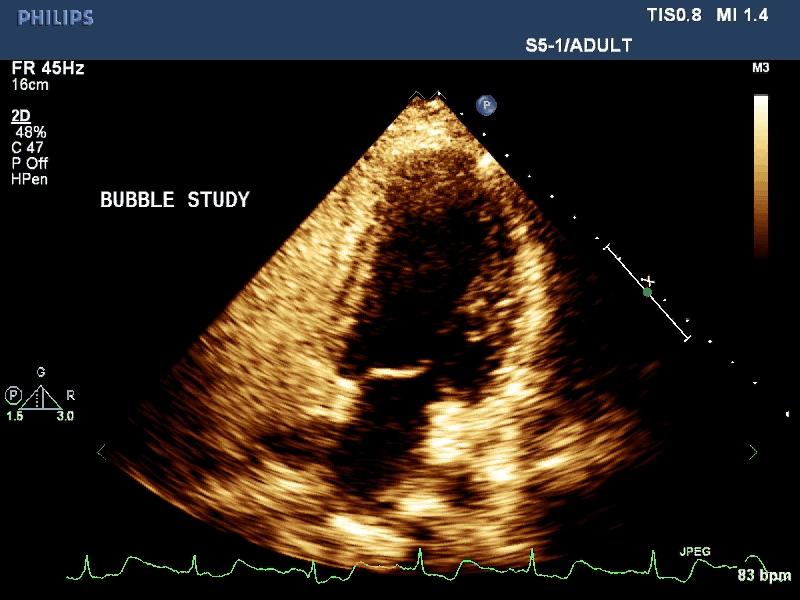 PHILIPS
TIS0.8 MI 1.4
S5-1/ADULT
FR 45Hz
16cm
M3
2D
48%
C 47
P Off
HPen
P
BUBBLE STUDY
G
P R
1.5 3.0
JPEG
83 bpm